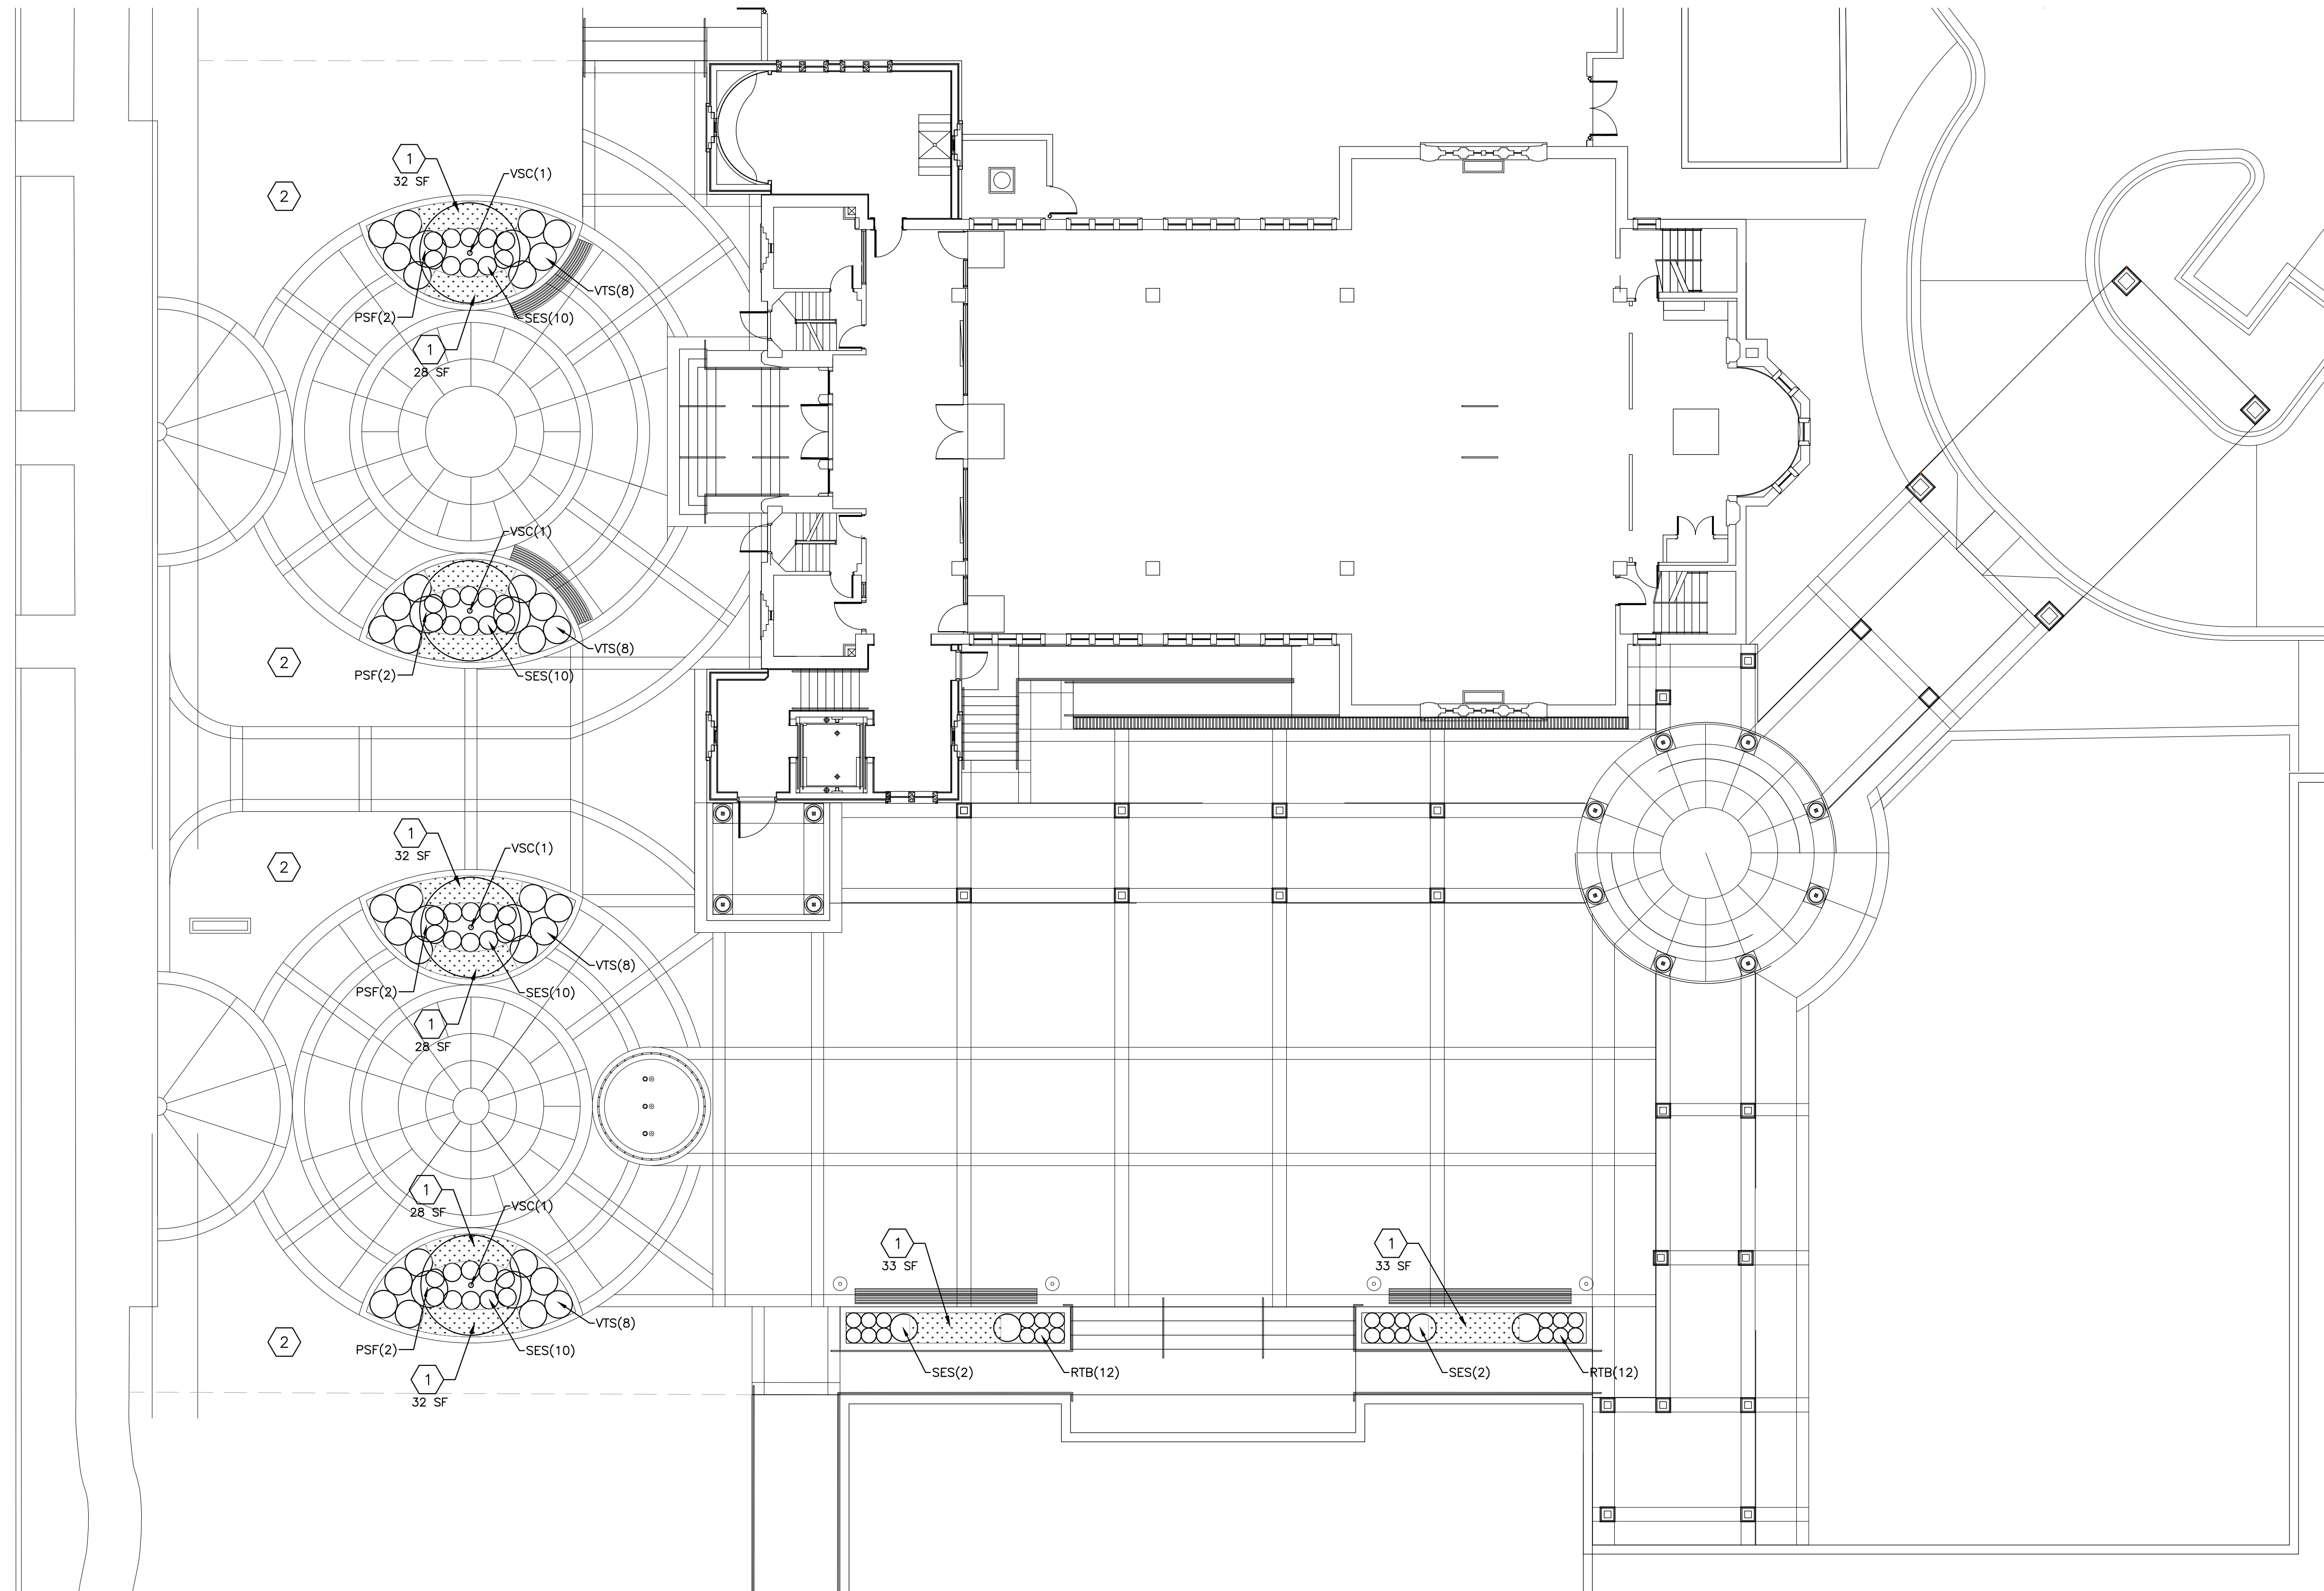 1
32 SF
VSC(1)
2
VTS(8)
PSF(2)
SES(10)
1
28 SF
VSC(1)
VTS(8)
2
PSF(2)
SES(10)
1
32 SF
VSC(1)
2
VTS(8)
PSF(2)
SES(10)
1
28 SF
1
28 SF
VSC(1)
VTS(8)
2
PSF(2)
SES(10)
1
32 SF
1
33 SF
1
33 SF
SES(2)
RTB(12)
SES(2)
RTB(12)